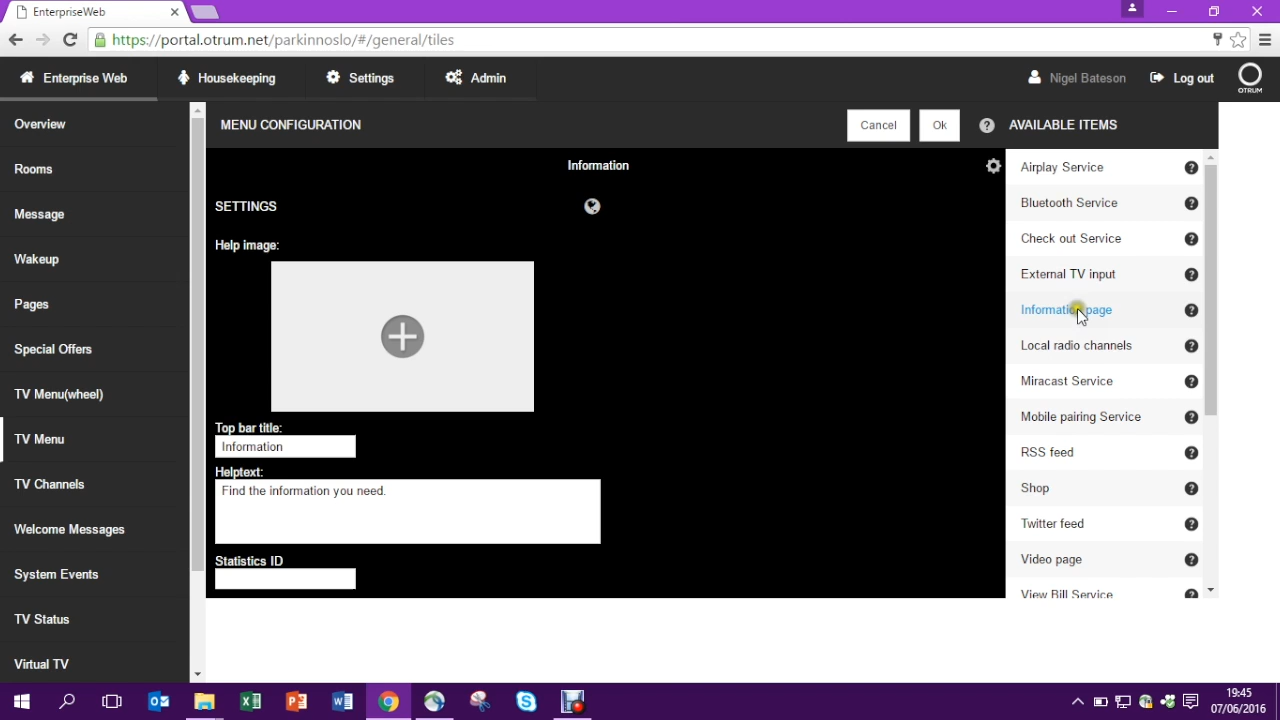 EnterpriseWeb
https://portal.otrum.net/parkinnoslo/#/general/tiles
Enterprise Web
Housekeeping
Settings
Admin
Nigel Bateson
Log out
OTRUM
Overview
Rooms
Message
Wakeup
Pages
Special Offers
TV Menu(wheel)
TV Menu
TV Channels
Welcome Messages
System Events
TV Status
Virtual TV
MENU CONFIGURATION
Cancel
Ok
Information
SETTINGS
Help image:
Top bar title:
Information
Helptext:
Find the information you need.
Statistics ID
? AVAILABLE ITEMS
Airplay Service ?
Bluetooth Service ?
Check out Service ?
External TV input ?
Information page ?
Local radio channels ?
Miracast Service ?
Mobile pairing Service ?
RSS feed ?
Shop ?
Twitter feed ?
Video page ?
View Bill Service ?
19:45
07/06/2016